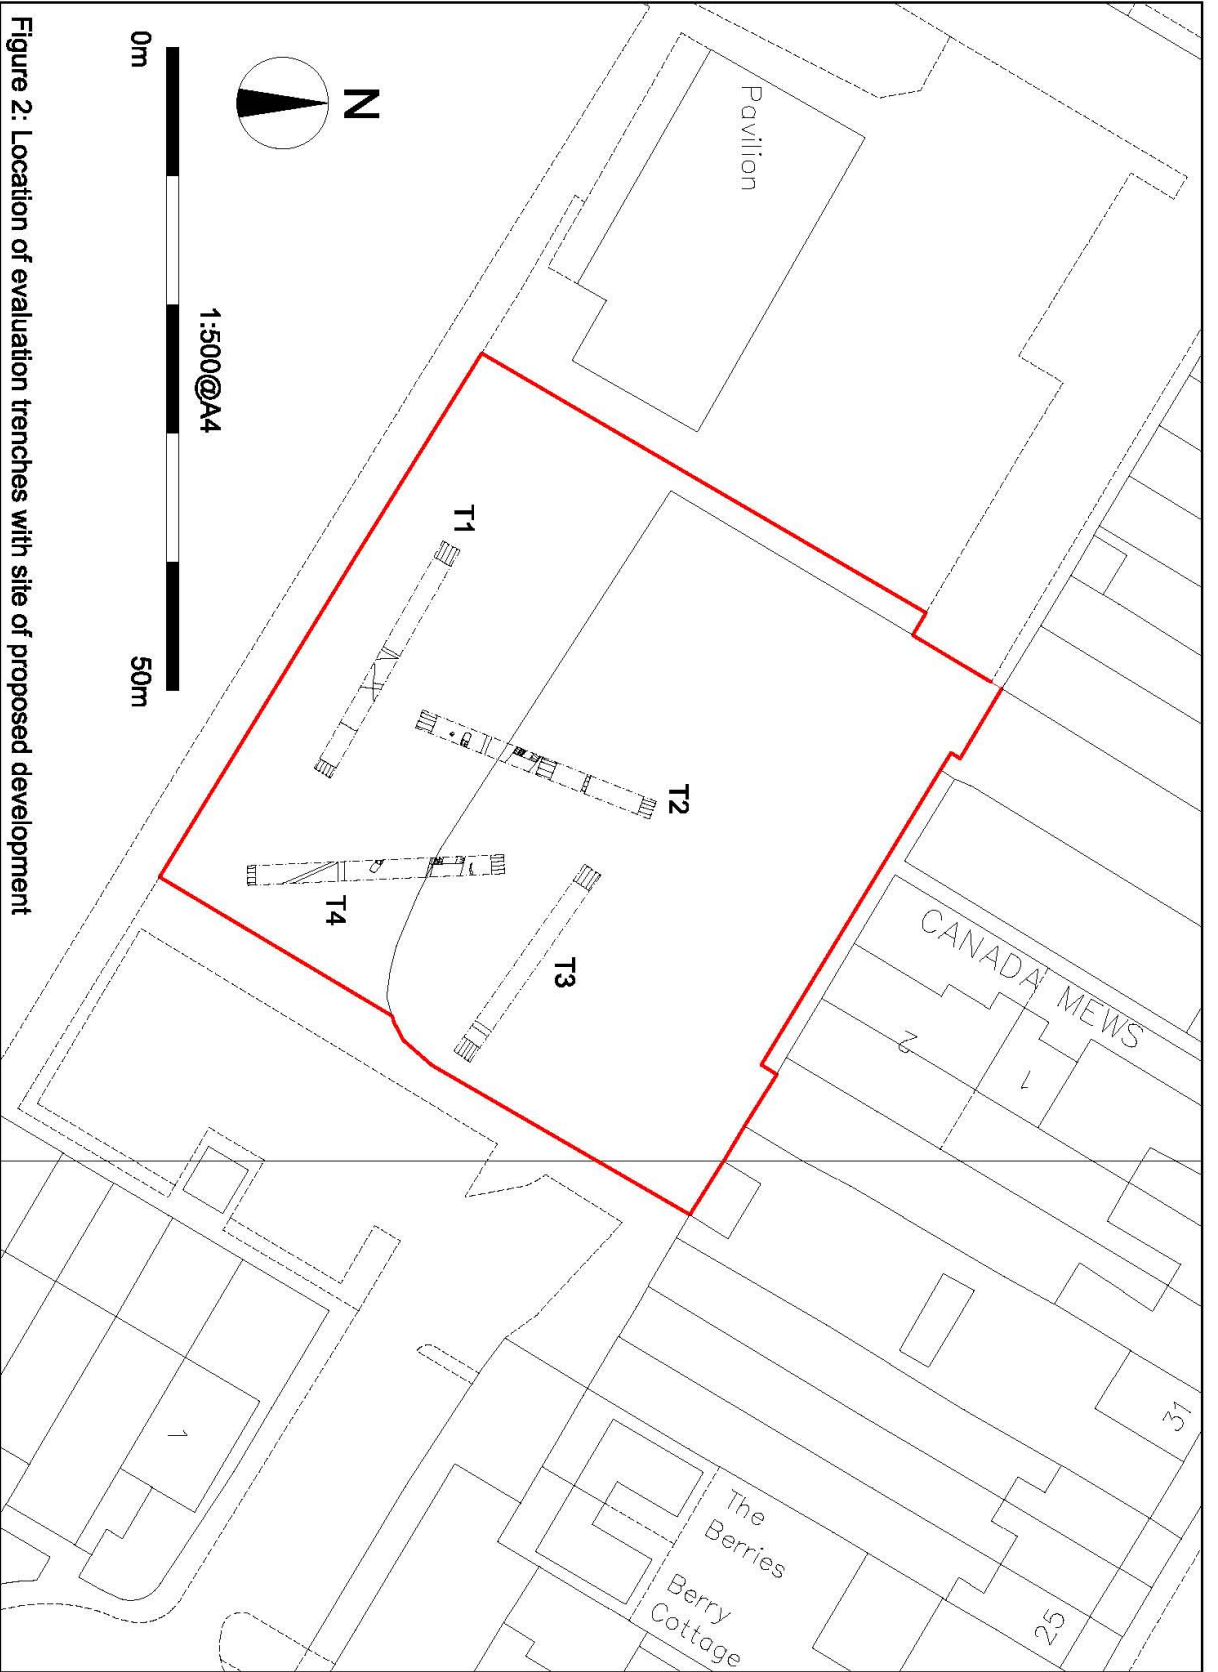 Pavilion
CANADA MEWS
2
1
31
25
The
Berries
Berry
Cottage
1
T1
T2
T3
T4
N
1:500@A4
0m
50m
Figure 2: Location of evaluation trenches with site of proposed development